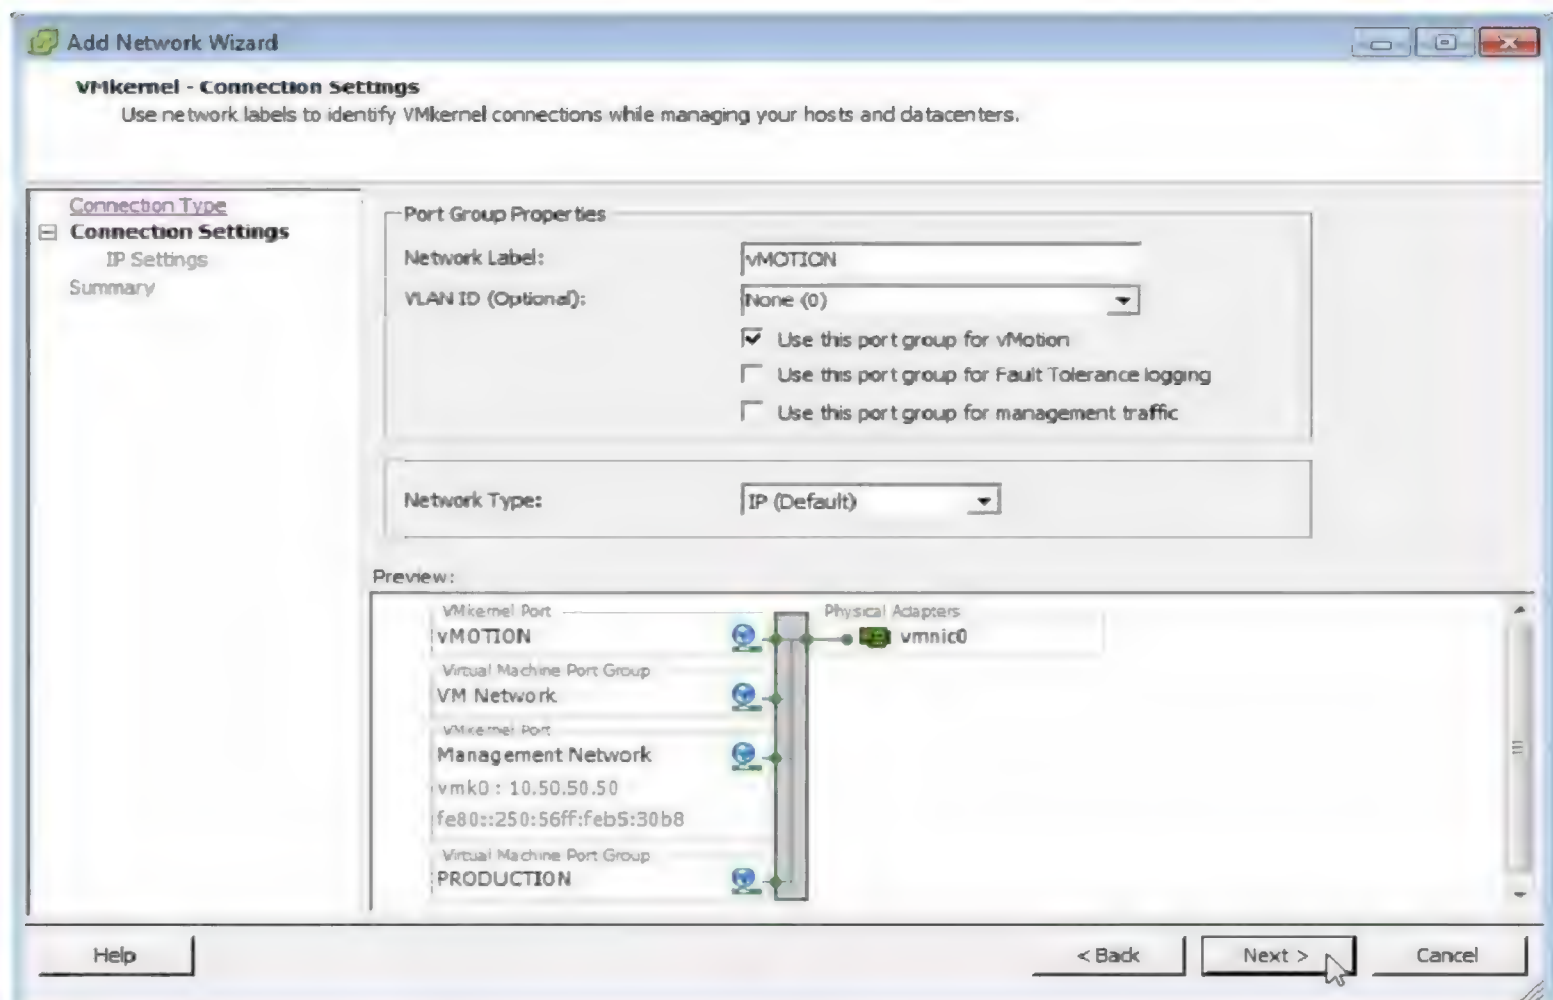 Add Network Wizard
VMkernel - Connection Settings
Use network labels to identify VMkernel connections while managing your hosts and datacenters.
Connection Type
Connection Settings
IP Settings
Summary
Port Group Properties
Network Label:
vMOTION
VLAN ID (Optional):
None (0)
Use this port group for vMotion
Use this port group for Fault Tolerance logging
Use this port group for management traffic
Network Type:
IP (Default)
Preview:
VMkernel Port
vMOTION
Physical Adapters
vmnic0
Virtual Machine Port Group
VM Network
VMkernel Port
Management Network
vmk0 : 10.50.50.50
fe80::250:56ff:feb5:30b8
Virtual Machine Port Group
PRODUCTION
Help
< Back
Next >
Cancel